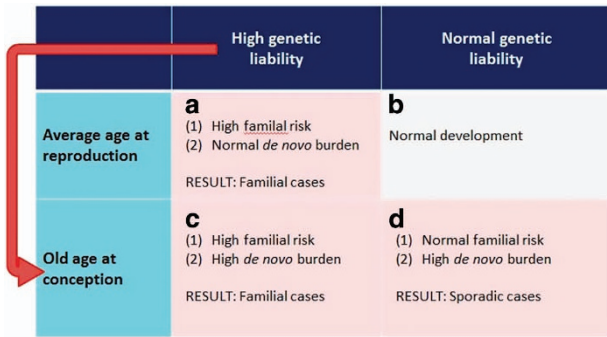 High genetic
liability
Normal genetic
liability
Average age at
reproduction
a
(1) High familal risk
(2) Normal de novo burden
RESULT: Familial cases
b
Normal development
Old age at
conception
c
(1) High familial risk
(2) High de novo burden
RESULT: Familial cases
d
(1) Normal familial risk
(2) High de novo burden
RESULT: Sporadic cases